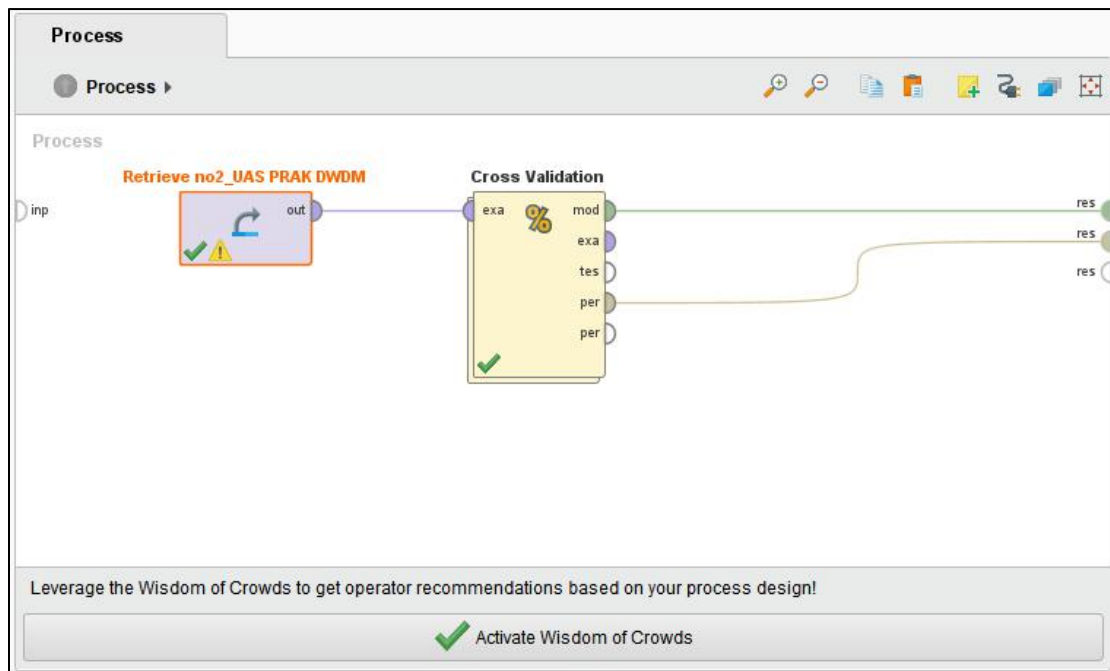 Process
Process
Process
Retrieve no2_UAS PRAK DWDM
Cross Validation
inp
out
exa
%
mod
exa
tes
per
per
res
res
res
Leverage the Wisdom of Crowds to get operator recommendations based on your process design!
Activate Wisdom of Crowds